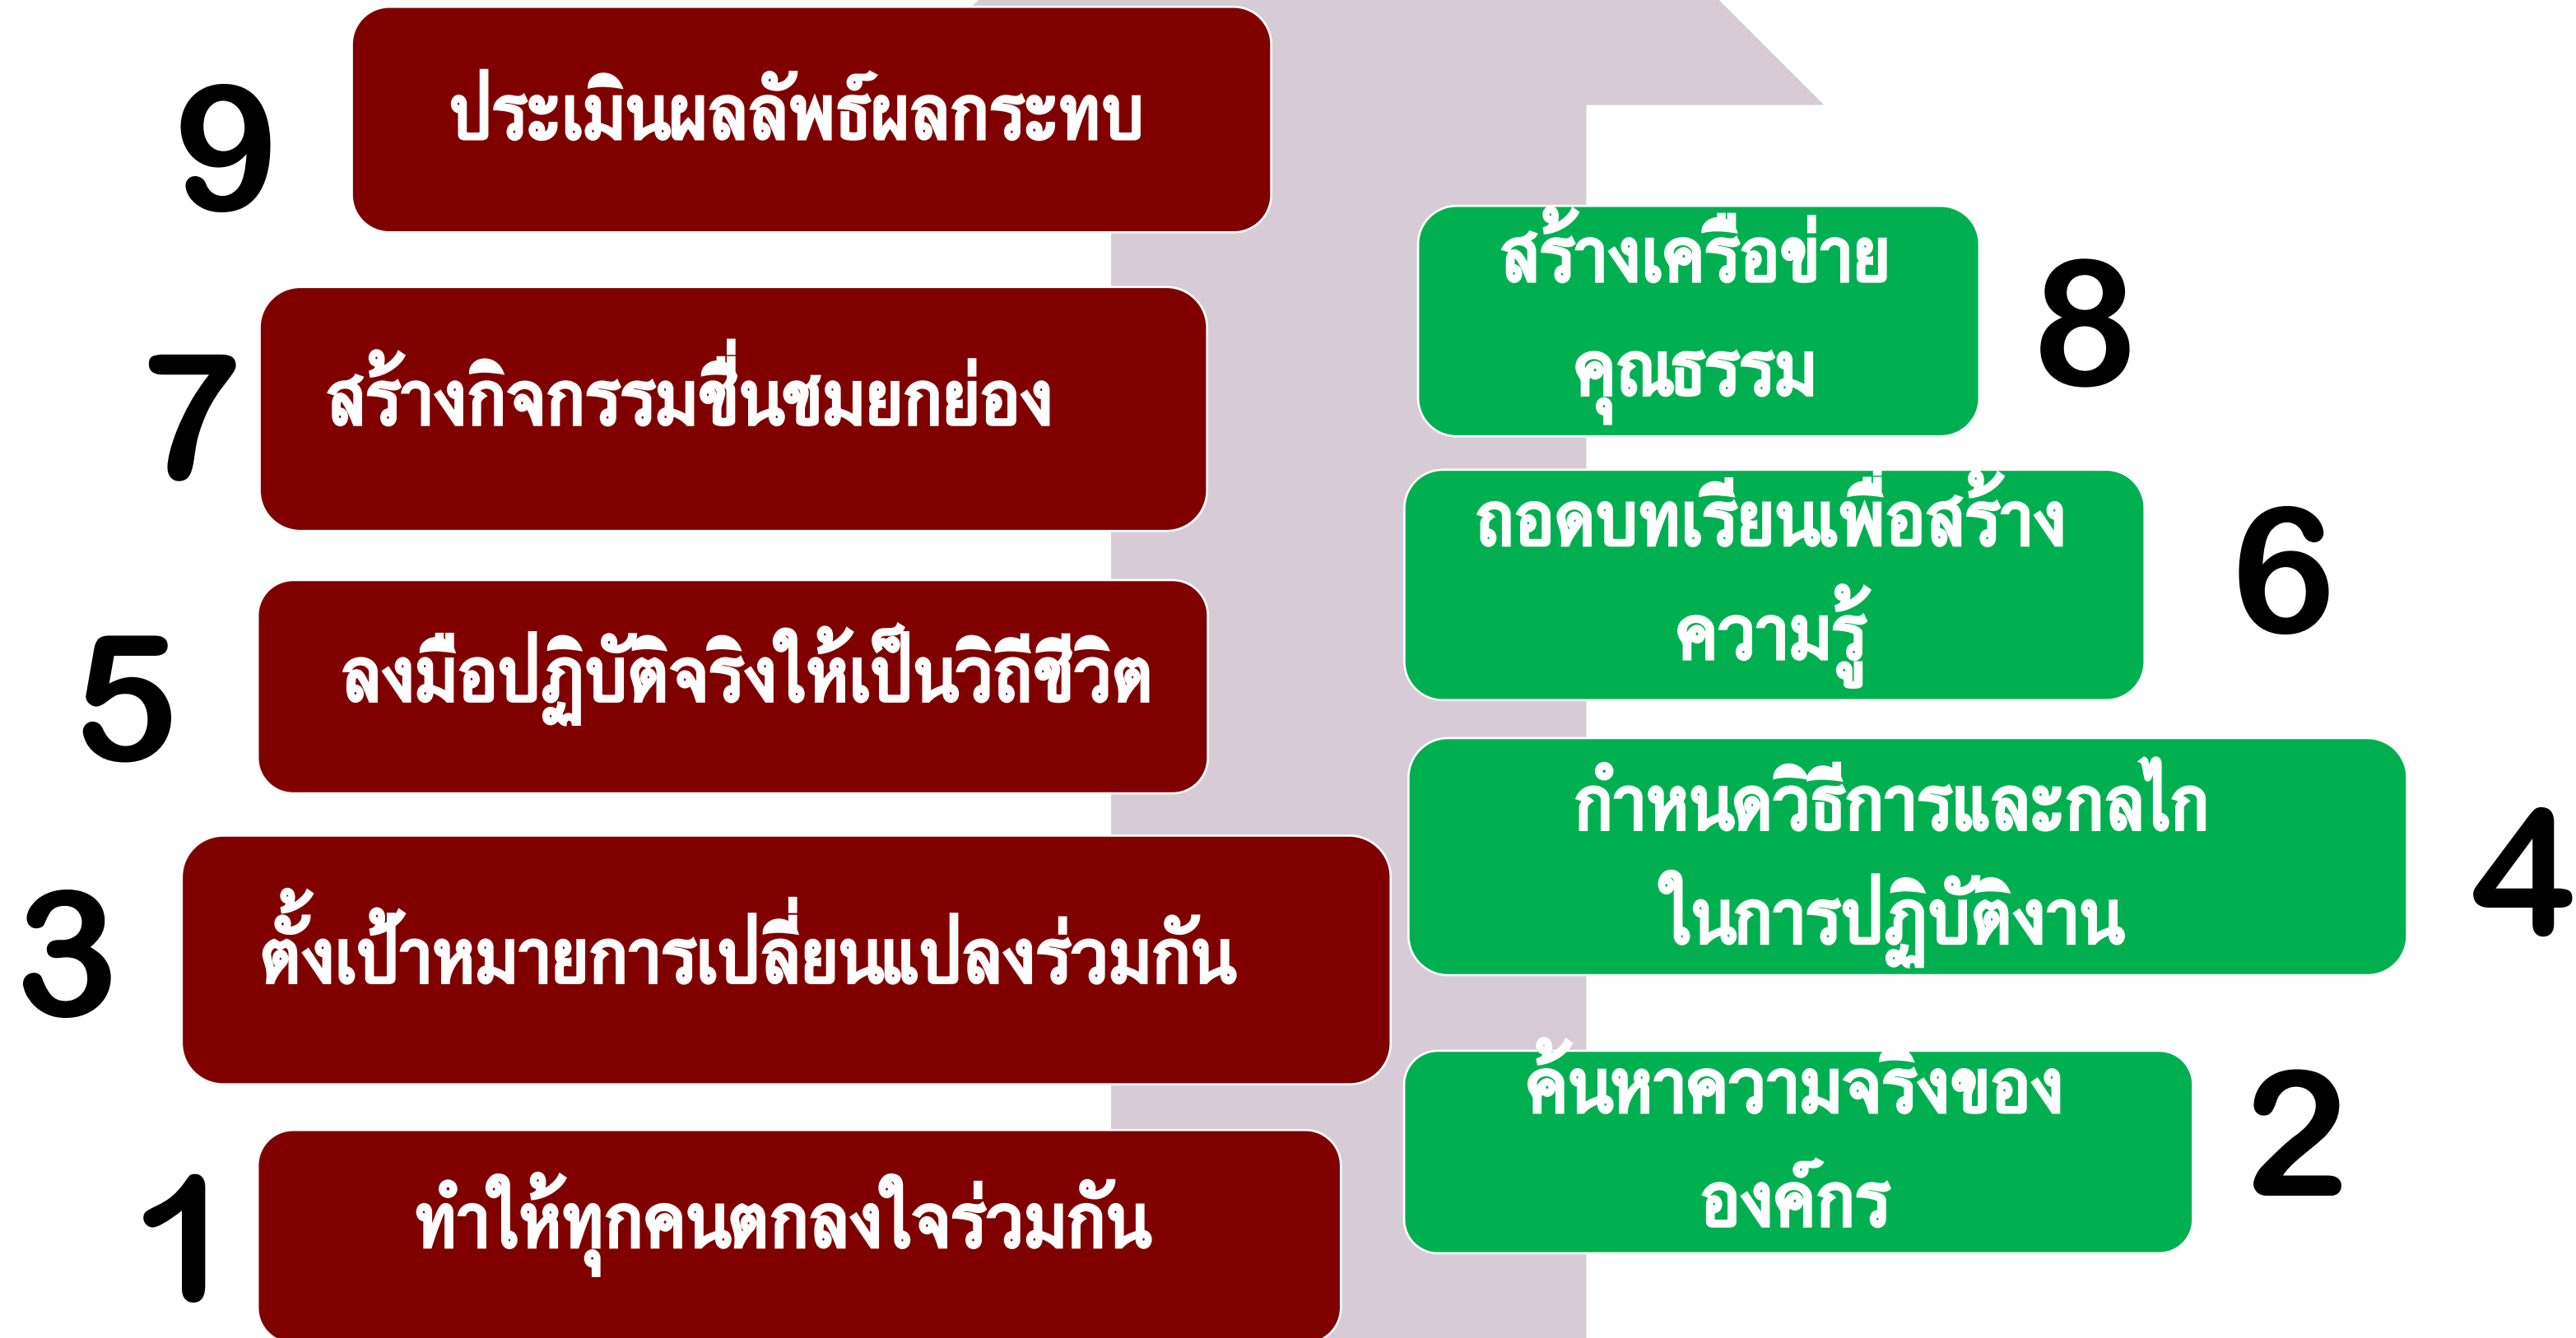 9
ประเมินผลลัพธ์ผลกระทบ
สร้างเครือข่าย
คุณธรรม
8
7
สร้างกิจกรรมชื่นชมยกย่อง
ถอดบทเรียนเพื่อสร้าง
ความรู้
6
5
ลงมือปฏิบัติจริงให้เป็นวิถีชีวิต
กำหนดวิธีการและกลไก
ในการปฏิบัติงาน
4
3
ตั้งเป้าหมายการเปลี่ยนแปลงร่วมกัน
ค้นหาความจริงของ
องค์กร
2
1
ทำให้ทุกคนตกลงใจร่วมกัน